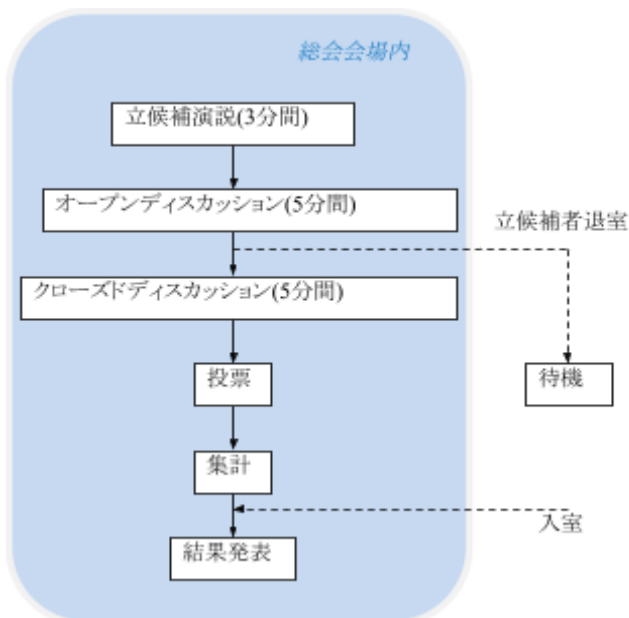 総会会場内
立候補演説(3分間)
オープンディスカッション(5分間)
立候補者退室
クローズドディスカッション(5分間)
投票
待機
集計
入室
結果発表